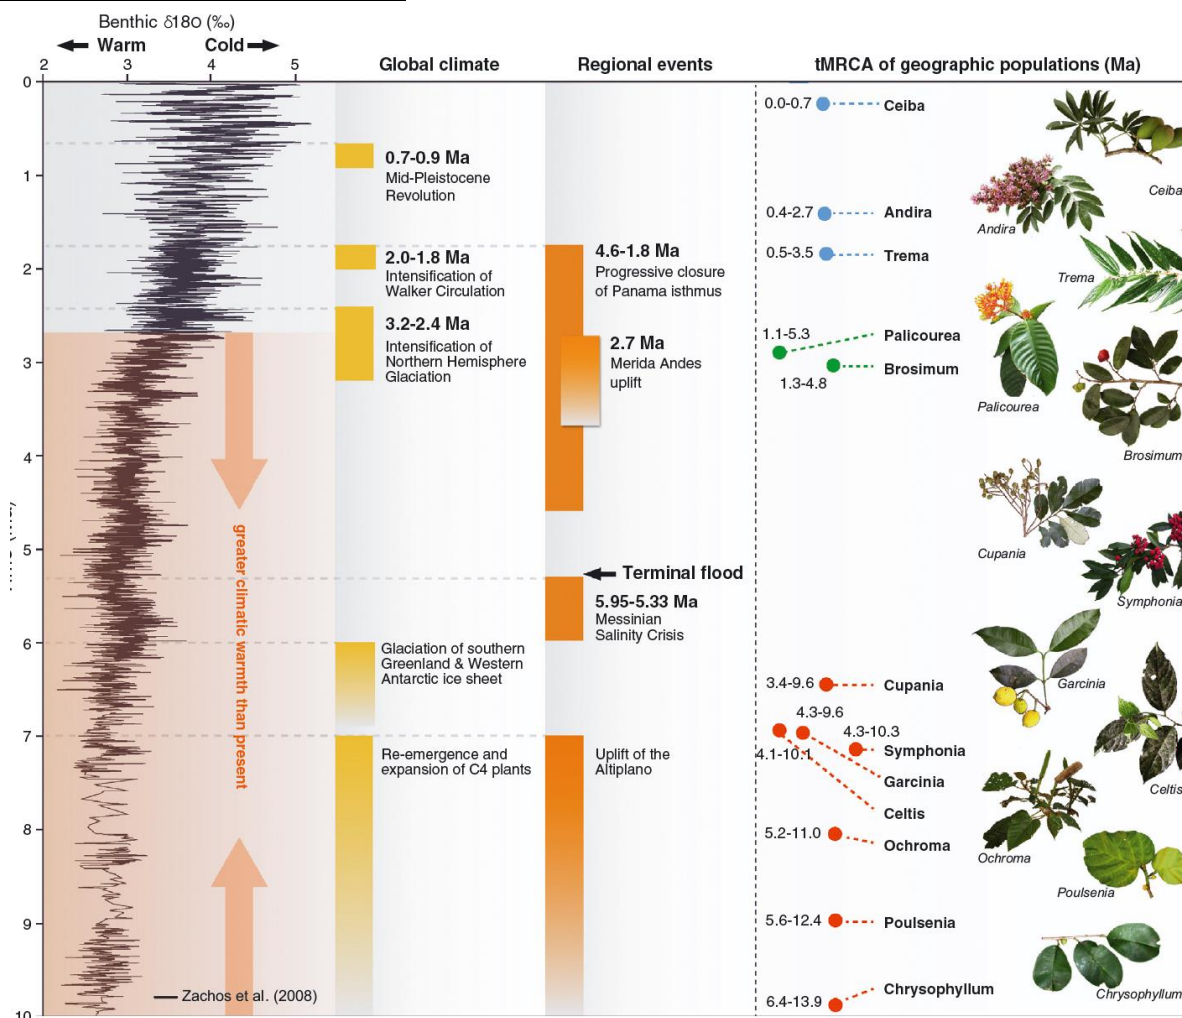 Benthic δ18O (‰)
Warm Cold
2 3 4 5
Global climate
Regional events
tMRCA of geographic populations (Ma)
0
1
2
3
4
5
6
7
8
9
10
greater climatic warmth than present
Zachos et al. (2008)
0.7-0.9 Ma
Mid-Pleistocene
Revolution
2.0-1.8 Ma
Intensification of
Walker Circulation
3.2-2.4 Ma
Intensification of
Northern Hemisphere
Glaciation
Glaciation of southern
Greenland & Western
Antarctic ice sheet
Re-emergence and
expansion of C4 plants
4.6-1.8 Ma
Progressive closure
of Panama isthmus
2.7 Ma
Merida Andes
uplift
Terminal flood
5.95-5.33 Ma
Messinian
Salinity Crisis
Uplift of the
Altiplano
0.0-0.7 Ceiba
0.4-2.7 Andira
0.5-3.5 Trema
1.1-5.3 Palicourea
1.3-4.8 Brosimum
3.4-9.6 Cupania
4.3-10.3 Symphonia
4.3-9.6 Garcinia
4.1-10.1 Celtis
5.2-11.0 Ochroma
5.6-12.4 Poulsenia
6.4-13.9 Chrysophyllum
Ceiba
Andira
Trema
Palicourea
Brosimum
Cupania
Symphonia
Garcinia
Celtis
Ochroma
Poulsenia
Chrysophyllum